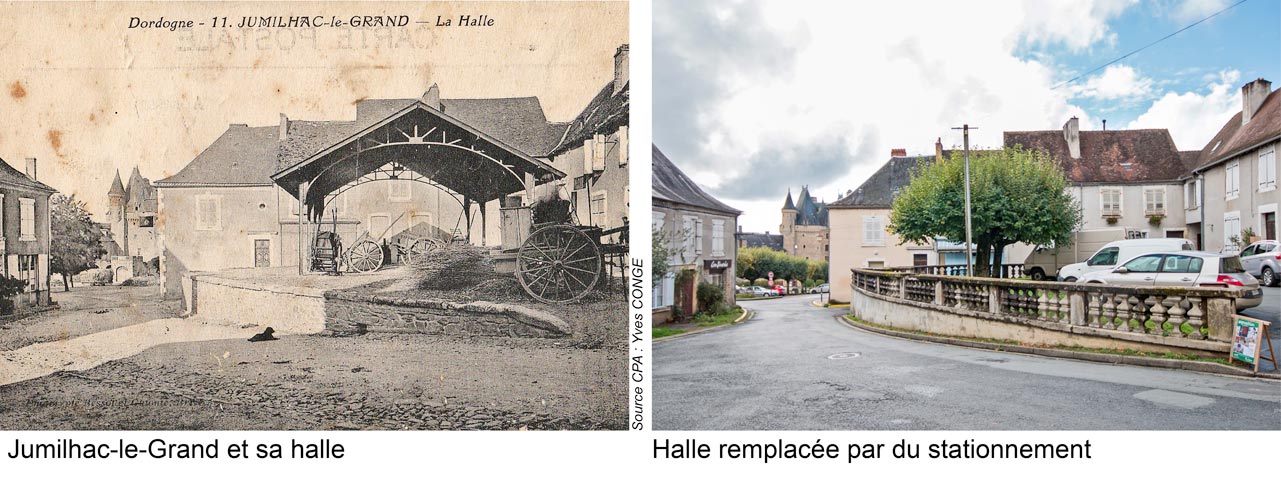 Dordogne - 11. JUMILHAC-le-GRAND - La Halle
CARTE POSTALE
Source CPA : Yves CONGE
Jumilhac-le-Grand et sa halle
Halle remplacée par du stationnement